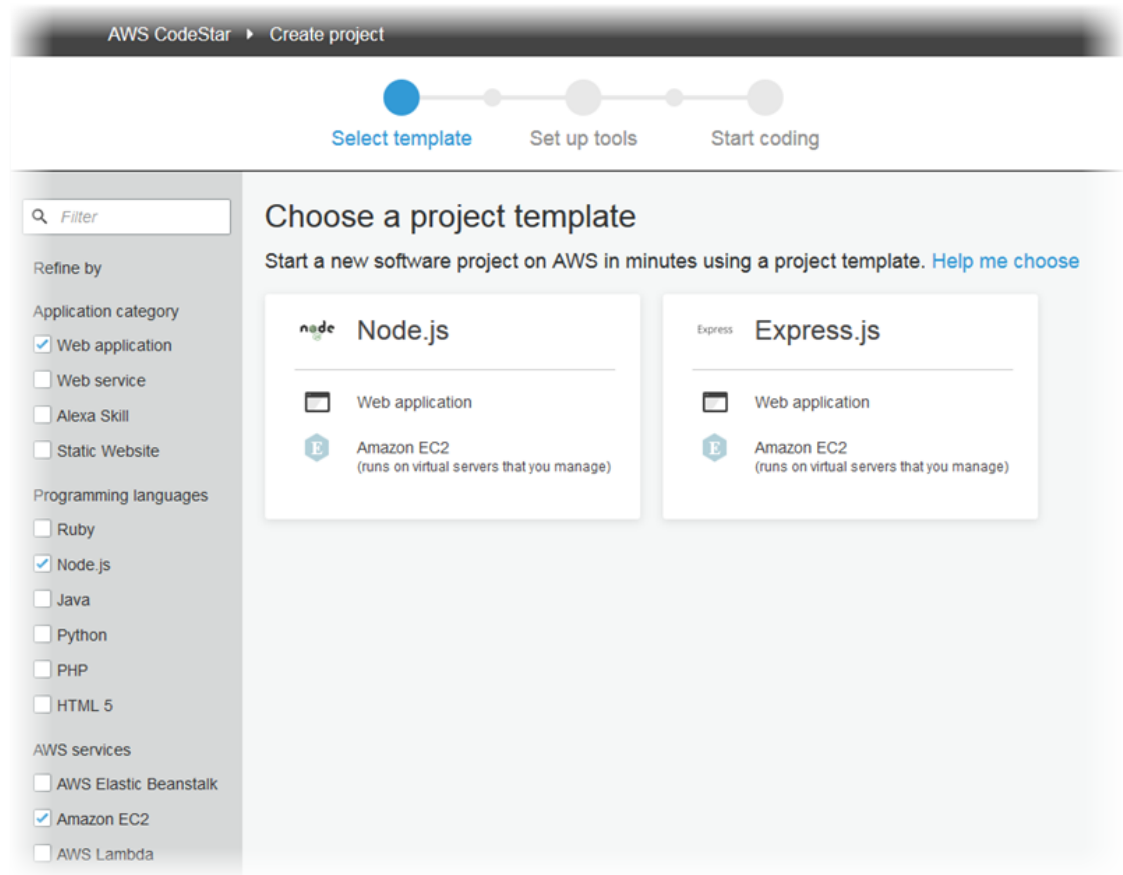 AWS CodeStar ▸ Create project
Select template
Set up tools
Start coding
Filter
Refine by
Application category
Web application
Web service
Alexa Skill
Static Website
Programming languages
Ruby
Node.js
Java
Python
PHP
HTML 5
AWS services
AWS Elastic Beanstalk
Amazon EC2
AWS Lambda
Choose a project template
Start a new software project on AWS in minutes using a project template. Help me choose
node Node.js
Web application
E Amazon EC2
(runs on virtual servers that you manage)
Express Express.js
Web application
E Amazon EC2
(runs on virtual servers that you manage)